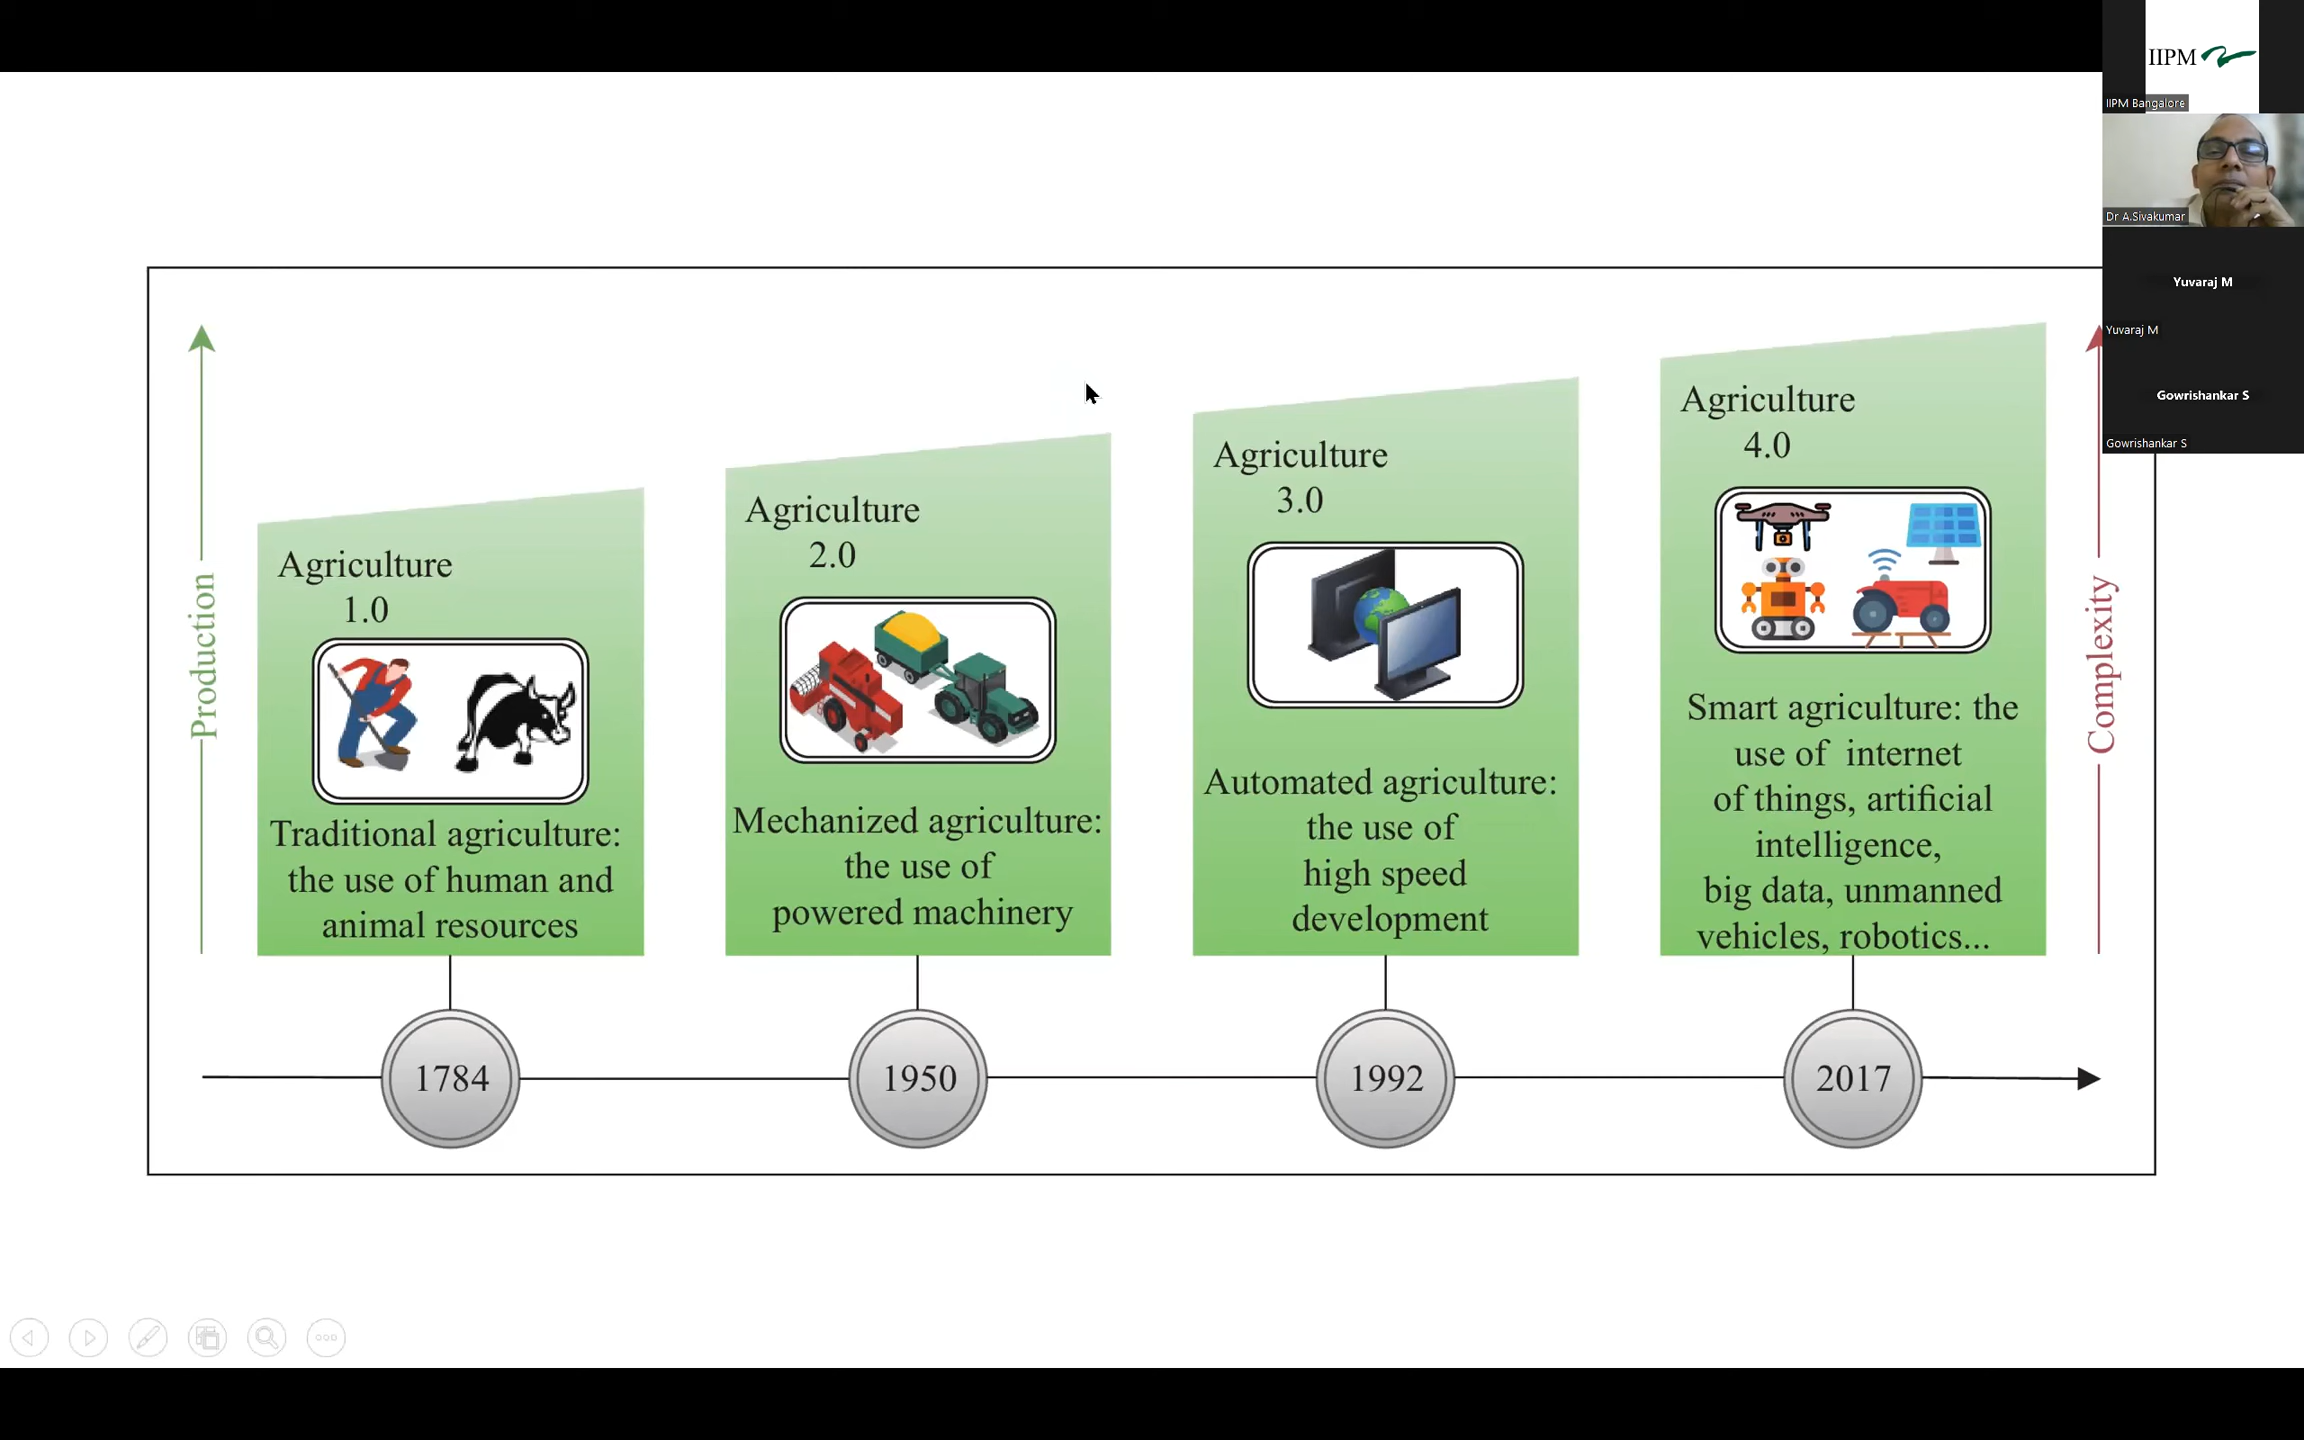 IIPM
IIPM Bangalore
Dr A.Sivakumar
Yuvaraj M
Yuvaraj M
Gowrishankar S
Gowrishankar S
Production
Agriculture
1.0
Traditional agriculture:
the use of human and
animal resources
1784
Agriculture
2.0
Mechanized agriculture:
the use of
powered machinery
1950
Agriculture
3.0
Automated agriculture:
the use of
high speed
development
1992
Agriculture
4.0
Smart agriculture: the
use of internet
of things, artificial
intelligence,
big data, unmanned
vehicles, robotics...
2017
Complexity